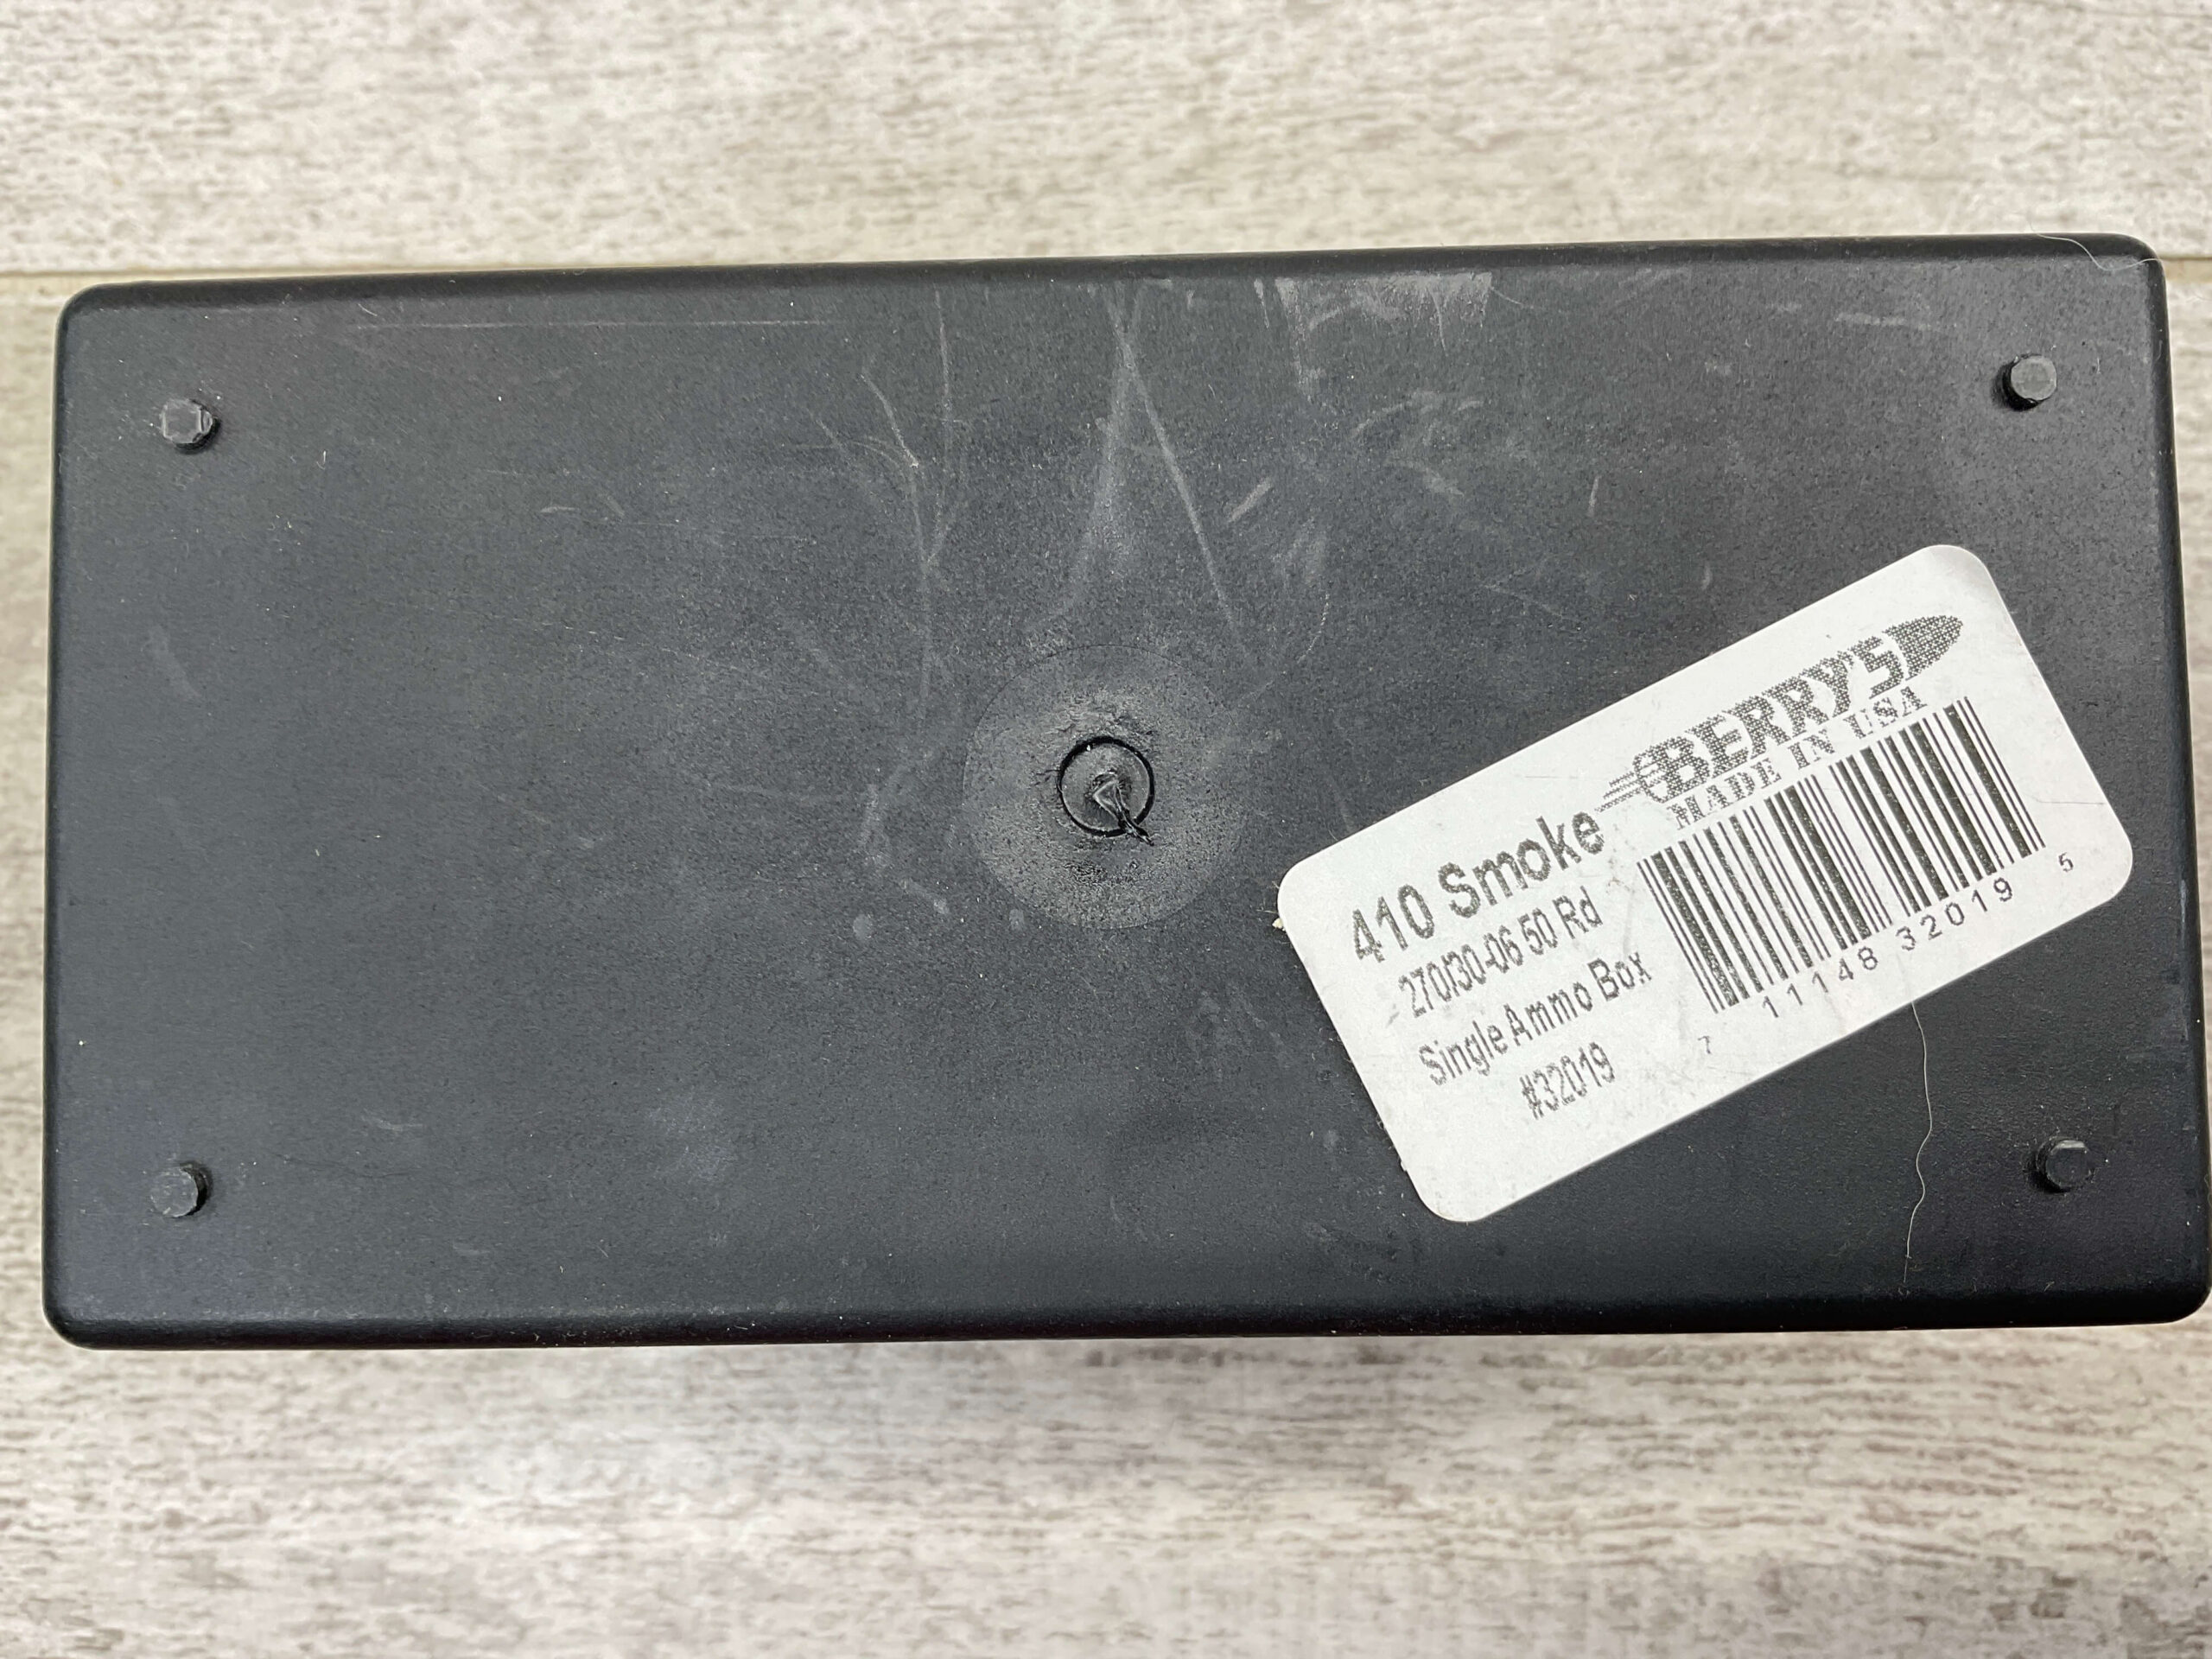 BERRY'S
MADE IN USA
410 Smoke
270/30-06 50 Rd
Single Ammo Box
#32019
7 11148 32019 5